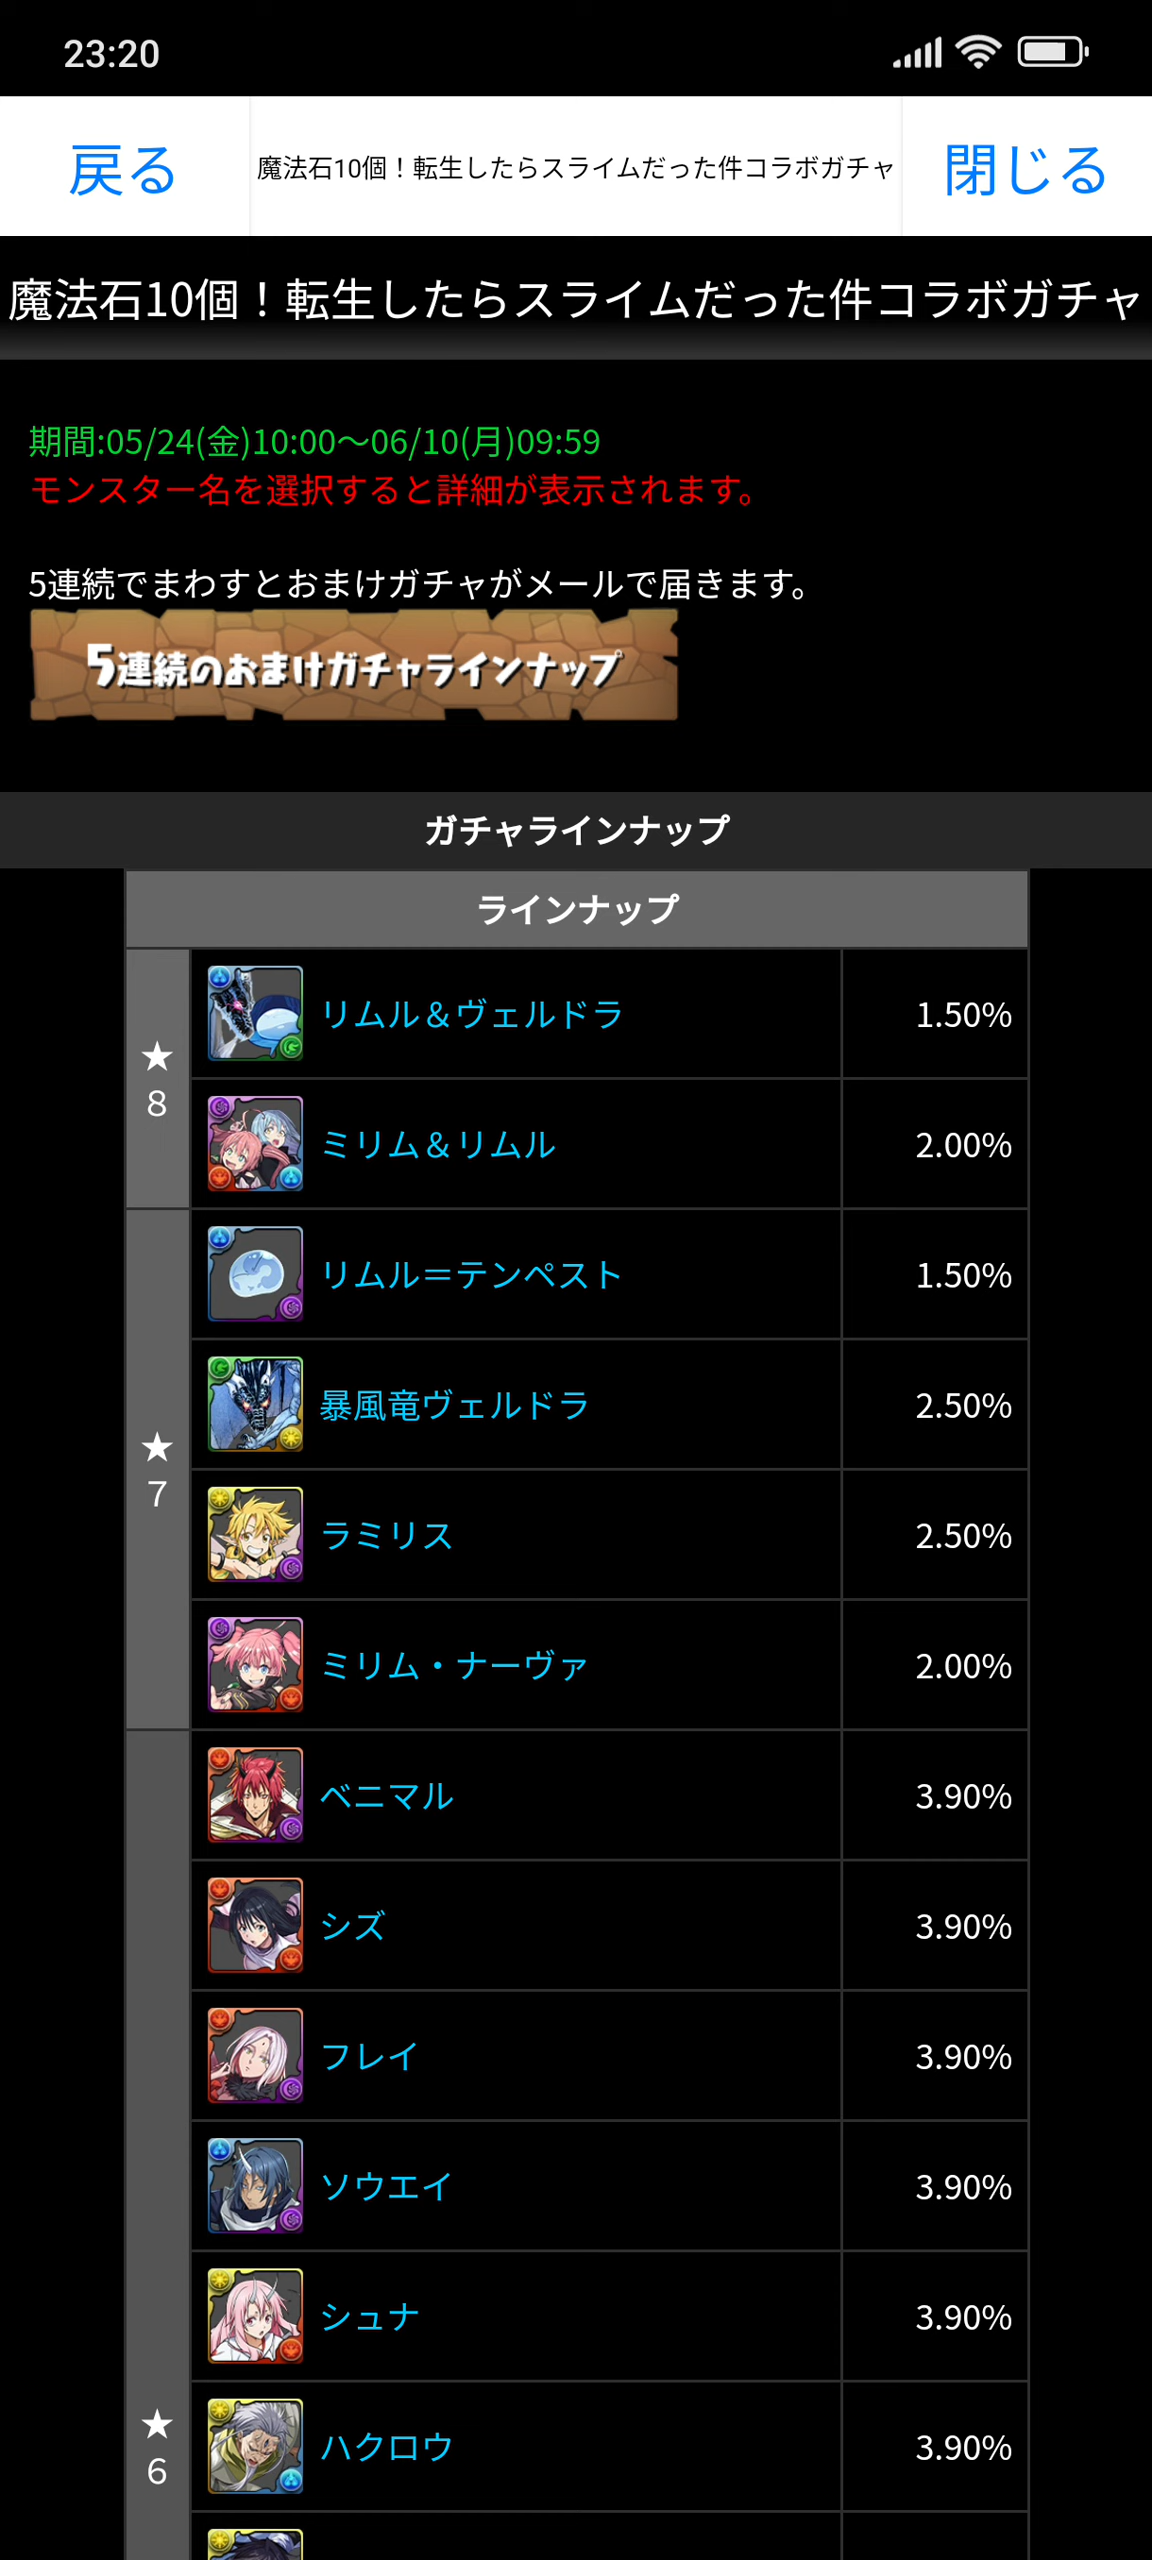 23:20
戻る
魔法石10個！転生したらスライムだった件コラボガチャ
閉じる
魔法石10個！転生したらスライムだった件コラボガチャ
期間:05/24(金)10:00〜06/10(月)09:59
モンスター名を選択すると詳細が表示されます。
5連続でまわすとおまけガチャがメールで届きます。
5連続のおまけガチャラインナップ
ガチャラインナップ
ラインナップ
★8
リムル＆ヴェルドラ 1.50%
ミリム＆リムル 2.00%
★7
リムル＝テンペスト 1.50%
暴風竜ヴェルドラ 2.50%
ラミリス 2.50%
ミリム・ナーヴァ 2.00%
★6
ベニマル 3.90%
シズ 3.90%
フレイ 3.90%
ソウエイ 3.90%
シュナ 3.90%
ハクロウ 3.90%